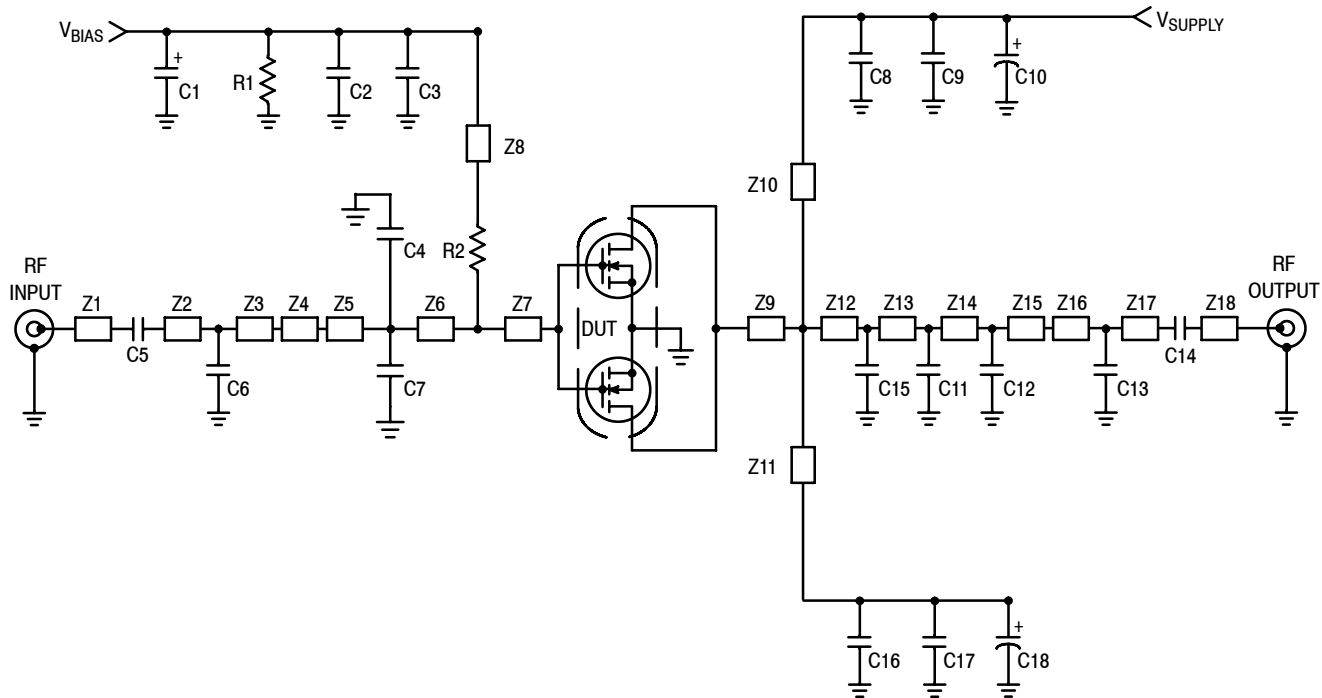 VBIAS
VSUPPLY
+
C1
R1
C2
C3
C8
C9
+
C10
Z8
Z10
C4
R2
RF
INPUT
Z1
C5
Z2
Z3
Z4
Z5
Z6
Z7
DUT
Z9
Z12
Z13
Z14
Z15
Z16
Z17
C14
Z18
RF
OUTPUT
C6
C7
C15
C11
C12
C13
Z11
C16
C17
+
C18